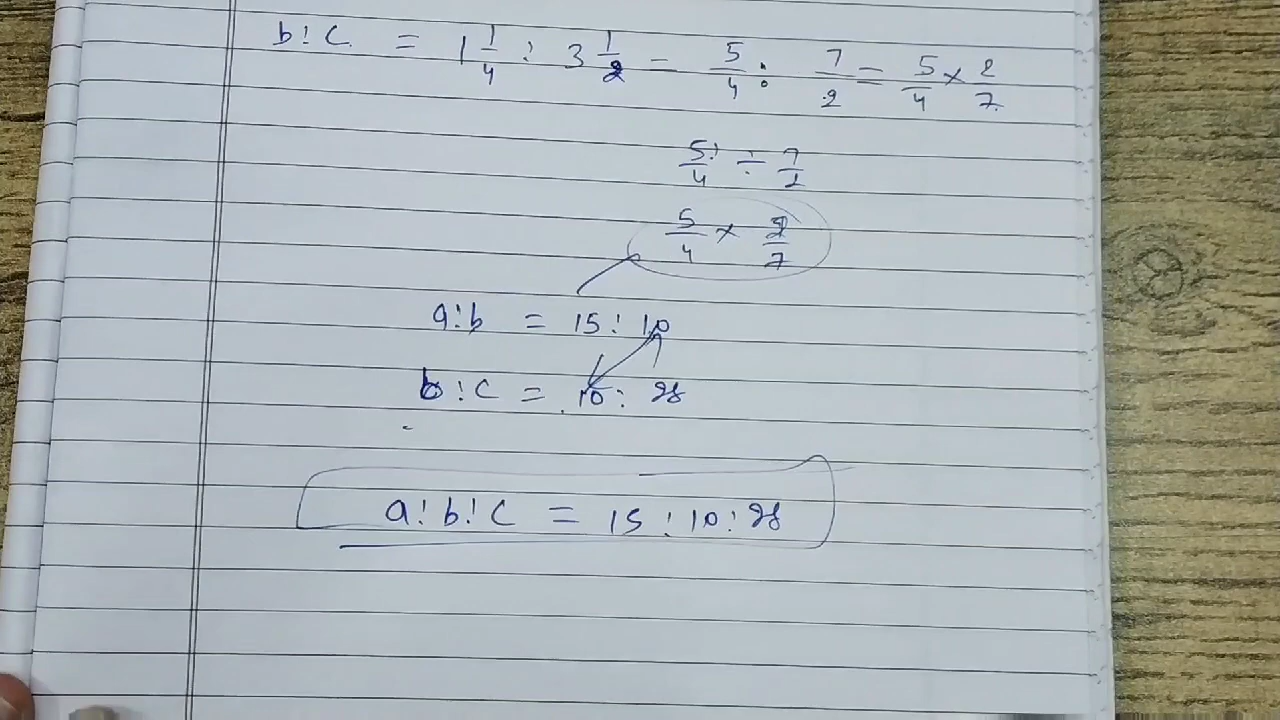 b:c = 1 1/4 : 3 1/2 = 5/4 : 7/2 = 5/4 × 2/7
5/4 ÷ 7/2
5/4 × 2/7
a:b = 15:10
b:c = 10:28
a:b:c = 15:10:28